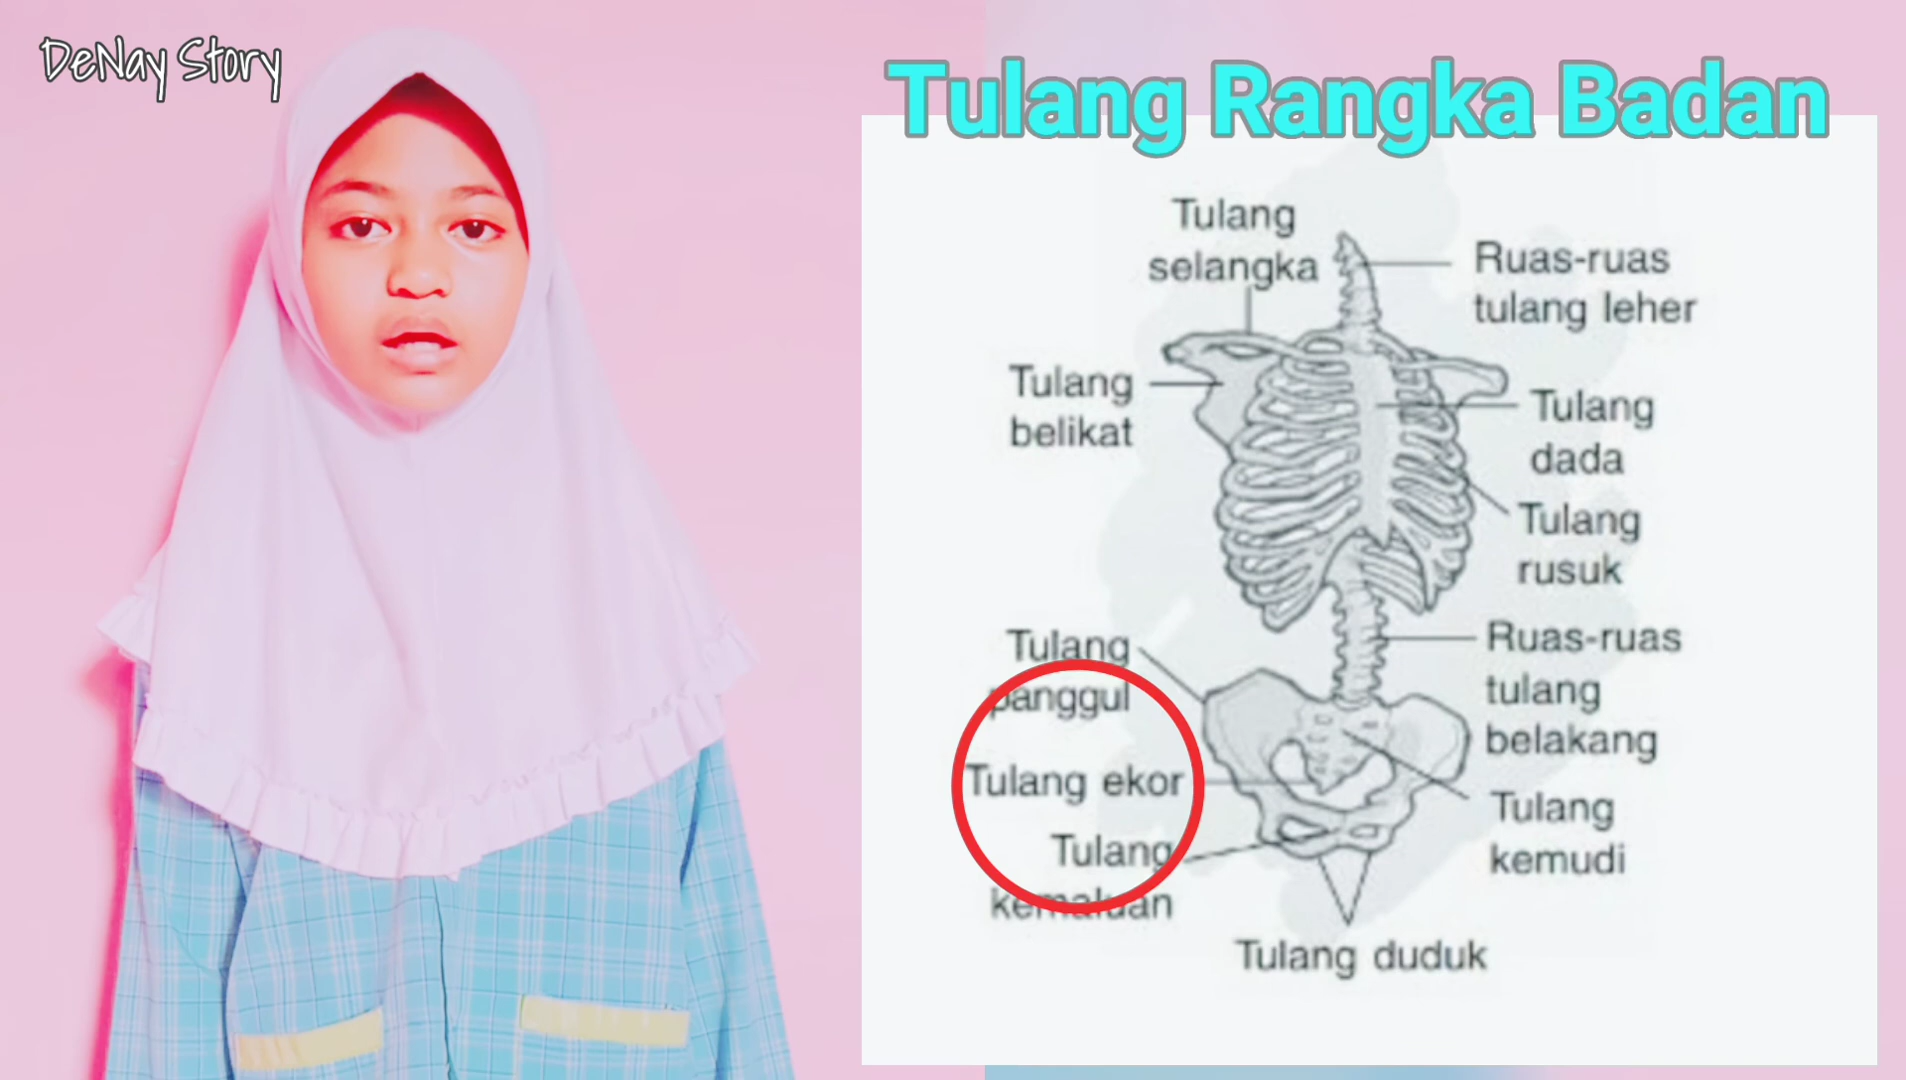 DeNay Story
Tulang Rangka Badan
Tulang
selangka
Ruas-ruas
tulang leher
Tulang
belikat
Tulang
dada
Tulang
rusuk
Tulang
panggul
Ruas-ruas
tulang
belakang
Tulang ekor
Tulang
kemudi
Tulang
kemaluan
Tulang duduk